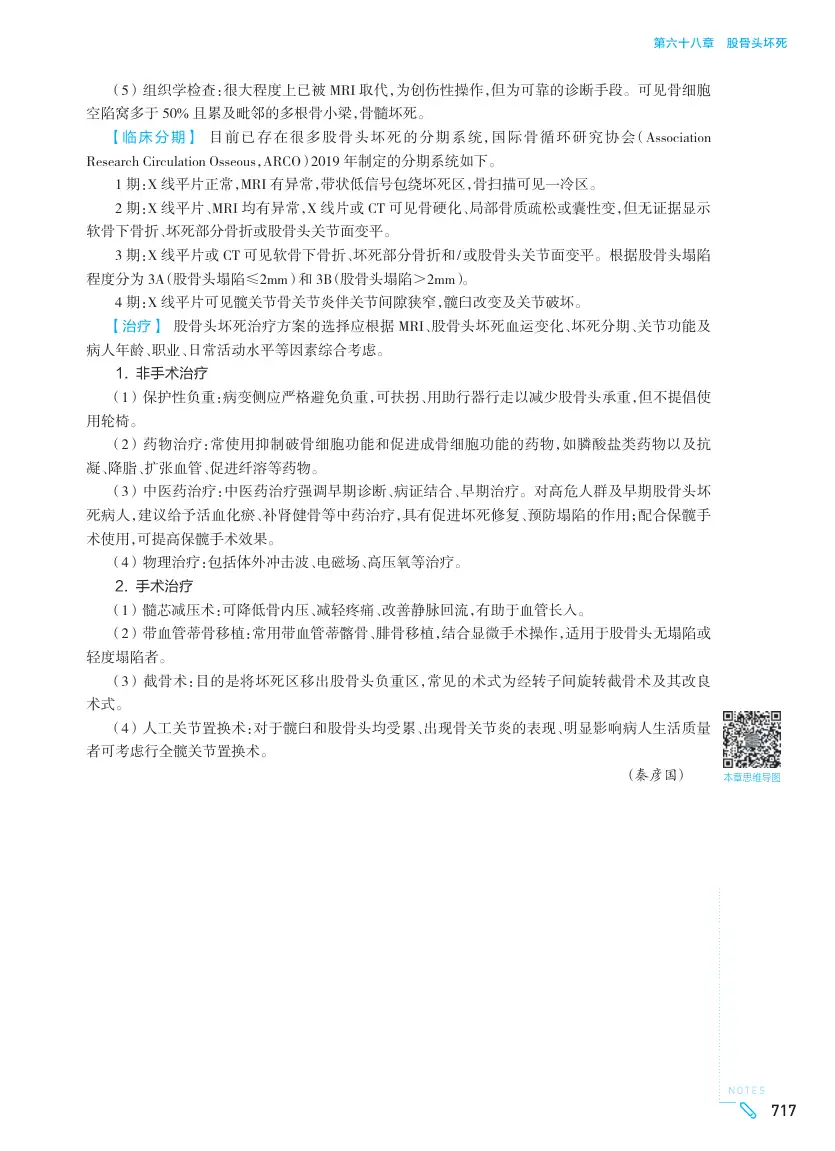 第六十八章 股骨头坏死
（5）组织学检查：很大程度上已被 MRI 取代，为创伤性操作，但为可靠的诊断手段。可见骨细胞
空陷窝多于 50% 且累及毗邻的多根骨小梁，骨髓坏死。
【临床分期】 目前已存在很多股骨头坏死的分期系统，国际骨循环研究协会（Association
Research Circulation Osseous，ARCO）2019 年制定的分期系统如下。
1 期：X 线平片正常，MRI 有异常，带状低信号包绕坏死区，骨扫描可见一冷区。
2 期：X 线平片、MRI 均有异常，X 线片或 CT 可见骨硬化、局部骨质疏松或囊性变，但无证据显示
软骨下骨折、坏死部分骨折或股骨头关节面变平。
3 期：X 线平片或 CT 可见软骨下骨折、坏死部分骨折和/或股骨头关节面变平。根据股骨头塌陷
程度分为 3A（股骨头塌陷≤2mm）和 3B（股骨头塌陷＞2mm）。
4 期：X 线平片可见髋关节骨关节炎伴关节间隙狭窄，髋臼改变及关节破坏。
【治疗】 股骨头坏死治疗方案的选择应根据 MRI、股骨头坏死血运变化、坏死分期、关节功能及
病人年龄、职业、日常活动水平等因素综合考虑。
1. 非手术治疗
（1）保护性负重：病变侧应严格避免负重，可扶拐、用助行器行走以减少股骨头承重，但不提倡使
用轮椅。
（2）药物治疗：常使用抑制破骨细胞功能和促进成骨细胞功能的药物，如膦酸盐类药物以及抗
凝、降脂、扩张血管、促进纤溶等药物。
（3）中医药治疗：中医药治疗强调早期诊断、病证结合、早期治疗。对高危人群及早期股骨头坏
死病人，建议给予活血化瘀、补肾健骨等中药治疗，具有促进坏死修复、预防塌陷的作用；配合保髋手
术使用，可提高保髋手术效果。
（4）物理治疗：包括体外冲击波、电磁场、高压氧等治疗。
2. 手术治疗
（1）髓芯减压术：可降低骨内压、减轻疼痛、改善静脉回流，有助于血管长入。
（2）带血管蒂骨移植：常用带血管蒂髂骨、腓骨移植，结合显微手术操作，适用于股骨头无塌陷或
轻度塌陷者。
（3）截骨术：目的是将坏死区移出股骨头负重区，常见的术式为经转子间旋转截骨术及其改良
术式。
（4）人工关节置换术：对于髋臼和股骨头均受累、出现骨关节炎的表现、明显影响病人生活质量
者可考虑行全髋关节置换术。
（秦彦国）
本章思维导图
NOTES
717